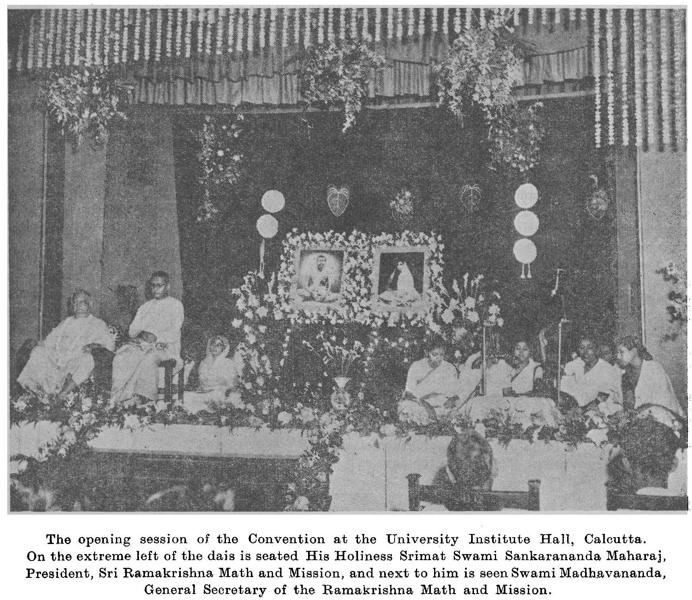 The opening session of the Convention at the University Institute Hall, Calcutta.
On the extreme left of the dais is seated His Holiness Srimat Swami Sankarananda Maharaj,
President, Sri Ramakrishna Math and Mission, and next to him is seen Swami Madhavananda,
General Secretary of the Ramakrishna Math and Mission.